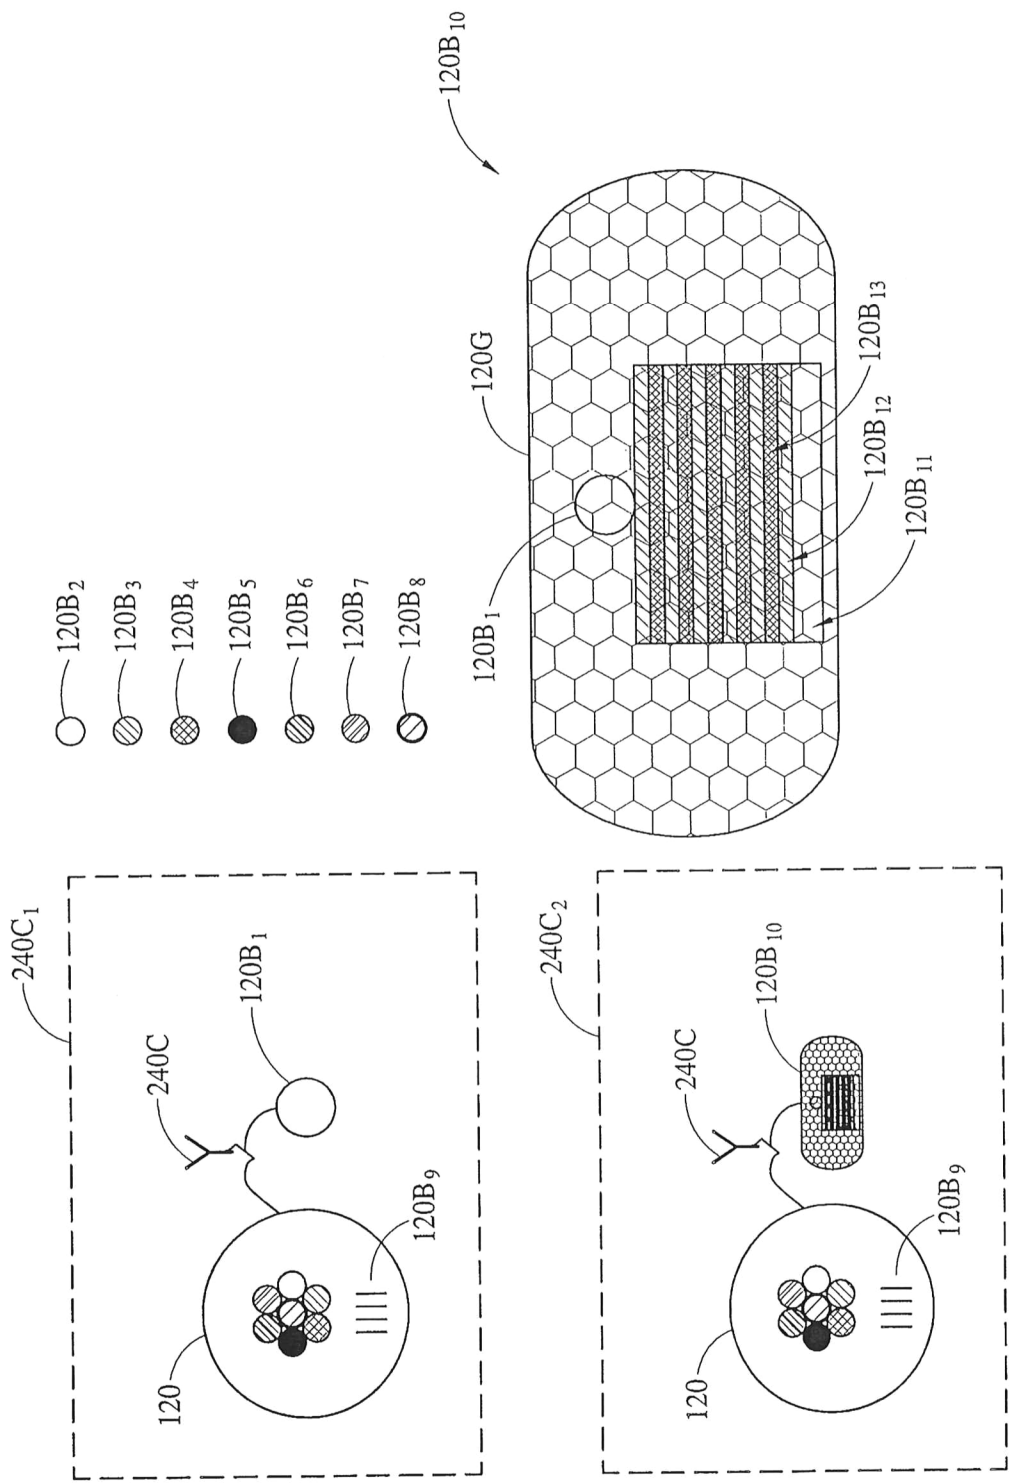 240C₁
240C
120B₁
120
120B₉
240C₂
240C
120B₁₀
120
120B₉
120B₂
120B₃
120B₄
120B₅
120B₆
120B₇
120B₈
120B₁₀
120G
120B₁
120B₁₃
120B₁₂
120B₁₁